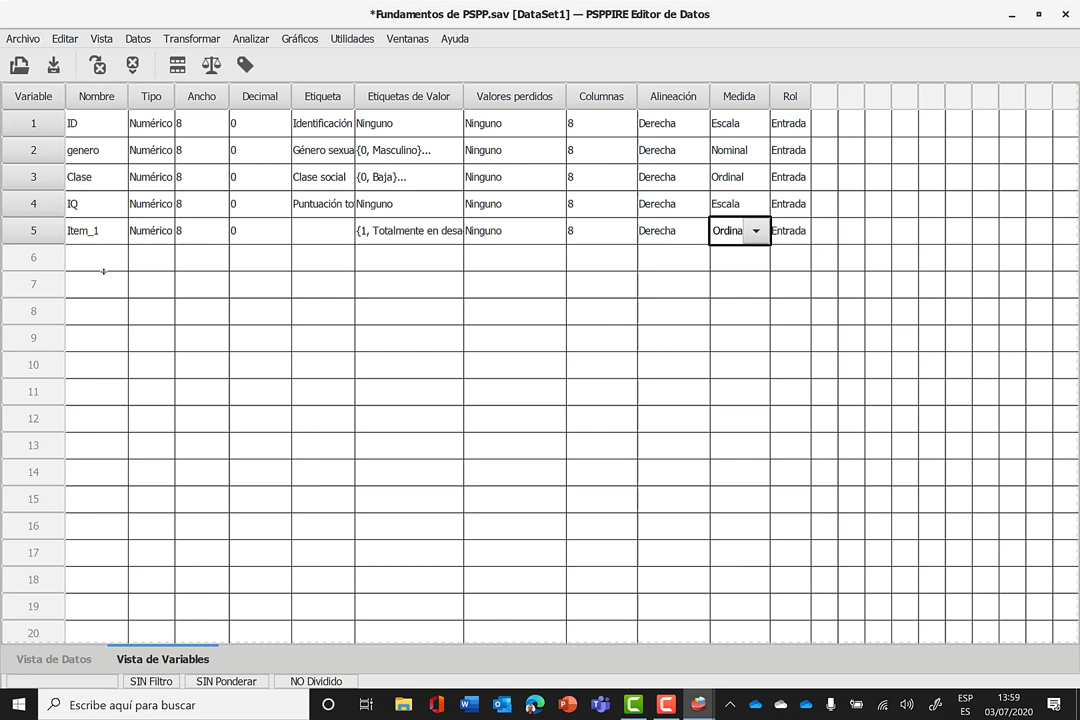 *Fundamentos de PSPP.sav [DataSet1] — PSPPIRE Editor de Datos
Archivo Editar Vista Datos Transformar Analizar Gráficos Utilidades Ventanas Ayuda
Variable Nombre Tipo Ancho Decimal Etiqueta Etiquetas de Valor Valores perdidos Columnas Alineación Medida Rol
1 ID Numérico 8 0 Identificación Ninguno Ninguno 8 Derecha Escala Entrada
2 genero Numérico 8 0 Género sexua {0, Masculino}... Ninguno 8 Derecha Nominal Entrada
3 Clase Numérico 8 0 Clase social {0, Baja}... Ninguno 8 Derecha Ordinal Entrada
4 IQ Numérico 8 0 Puntuación to Ninguno Ninguno 8 Derecha Escala Entrada
5 Item_1 Numérico 8 0 {1, Totalmente en desa Ninguno 8 Derecha Ordina Entrada
6
7
8
9
10
11
12
13
14
15
16
17
18
19
20
Vista de Datos Vista de Variables
SIN Filtro SIN Ponderar NO Dividido
Escribe aquí para buscar
ESP
ES
13:59
03/07/2020